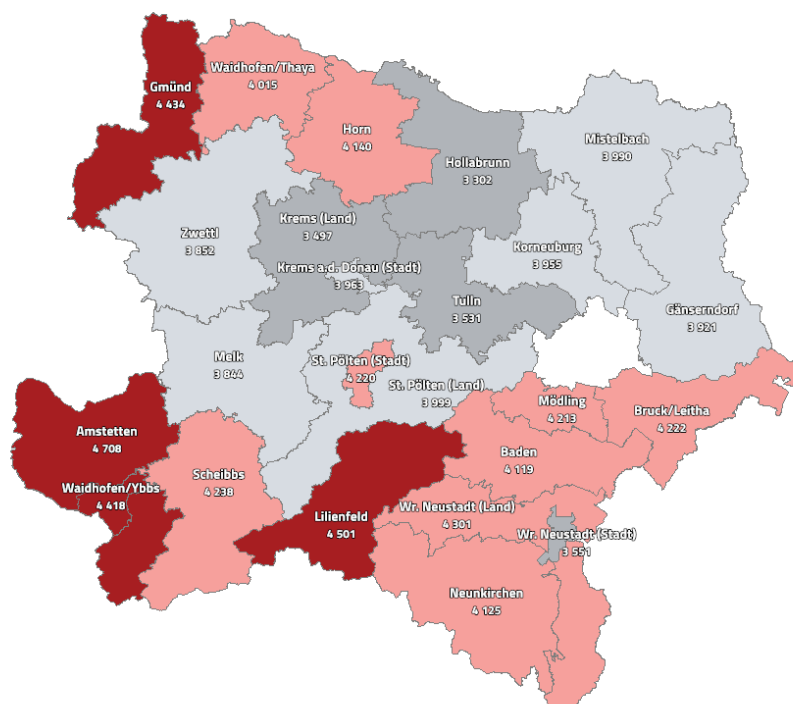 Waidhofen/Thaya
4 015
Gmünd
4 434
Horn
4 140
Mistelbach
3 990
Hollabrunn
3 302
Krems (Land)
3 497
Zwettl
3 852
Korneuburg
3 955
Krems a.d. Donau (Stadt)
3 963
Tulln
3 531
Gänserndorf
3 921
Melk
3 844
St. Pölten (Stadt)
4 220
St. Pölten (Land)
3 999
Mödling
4 213
Bruck/Leitha
4 222
Amstetten
4 708
Baden
4 119
Scheibbs
4 238
Waidhofen/Ybbs
4 418
Lilienfeld
4 501
Wr. Neustadt (Land)
4 301
Wr. Neustadt (Stadt)
3 551
Neunkirchen
4 125